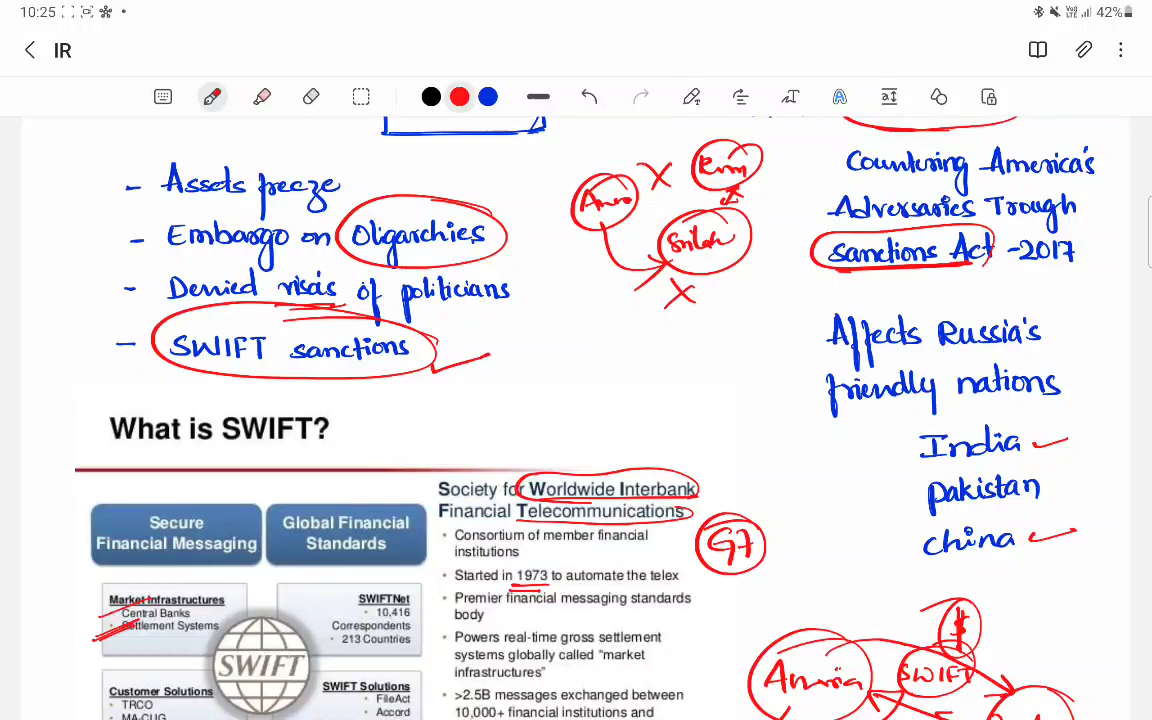 10:25
42%
IR
- Assets freeze
- Embargo on Oligarchies
- Denied visas of politicians
- SWIFT sanctions
Countering America's
Adversaries Trough
Sanctions Act -2017
Affects Russia's
friendly nations
India
Pakistan
China
What is SWIFT?
Secure
Financial Messaging
Global Financial
Standards
Market Infrastructures
Central Banks
Settlement Systems
SWIFTNet
• 10,416
Correspondents
• 213 Countries
SWIFT
Customer Solutions
• TRCO
• MA-CUG
SWIFT Solutions
• FileAct
• Accord
Society for Worldwide Interbank
Financial Telecommunications
• Consortium of member financial
institutions
• Started in 1973 to automate the telex
• Premier financial messaging standards
body
• Powers real-time gross settlement
systems globally called "market
infrastructures"
• >2.5B messages exchanged between
10,000+ financial institutions and
G7
$
America
SWIFT